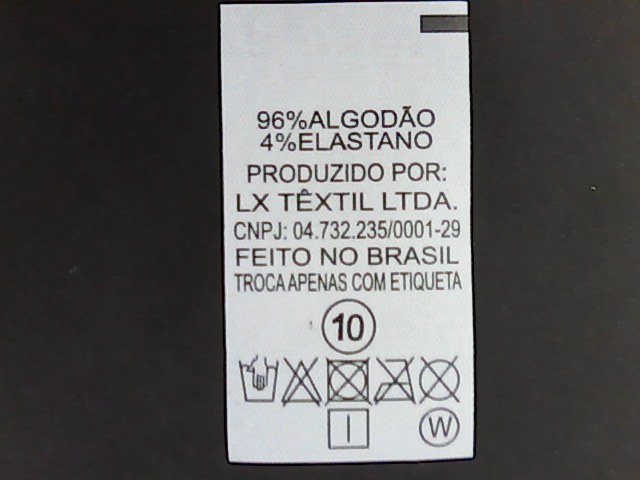 96%ALGODÃO
4%ELASTANO
PRODUZIDO POR:
LX TÊXTIL LTDA.
CNPJ: 04.732.235/0001-29
FEITO NO BRASIL
TROCA APENAS COM ETIQUETA
10
W